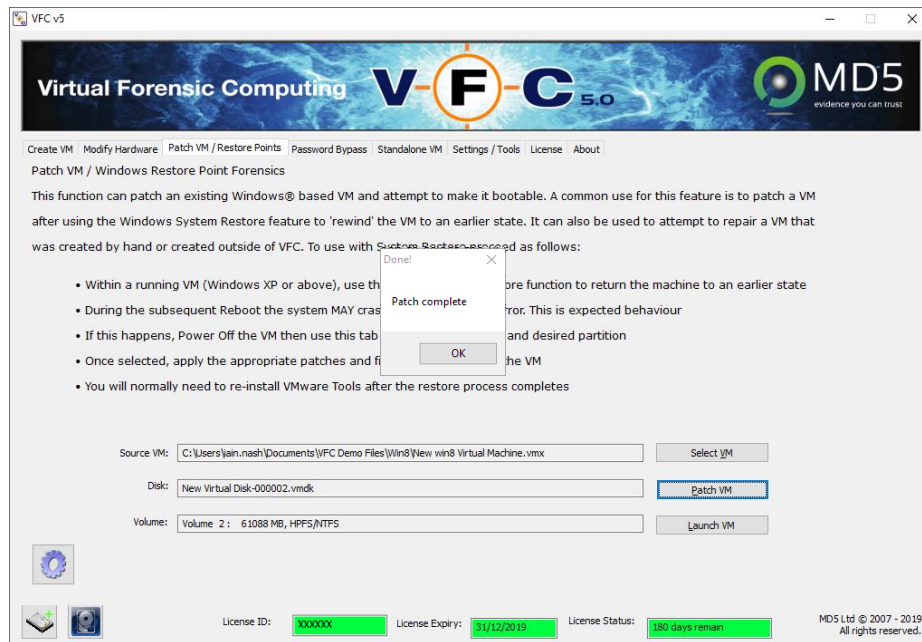 VFC v5
Virtual Forensic Computing V-F-C 5.0 MD5
evidence you can trust
Create VM Modify Hardware Patch VM / Restore Points Password Bypass Standalone VM Settings / Tools License About
Patch VM / Windows Restore Point Forensics
This function can patch an existing Windows® based VM and attempt to make it bootable. A common use for this feature is to patch a VM
after using the Windows System Restore feature to 'rewind' the VM to an earlier state. It can also be used to attempt to repair a VM that
was created by hand or created outside of VFC. To use with System Restore proceed as follows:
Done!
Patch complete
OK
• Within a running VM (Windows XP or above), use th ore function to return the machine to an earlier state
• During the subsequent Reboot the system MAY cras rror. This is expected behaviour
• If this happens, Power Off the VM then use this tab and desired partition
• Once selected, apply the appropriate patches and fi the VM
• You will normally need to re-install VMware Tools after the restore process completes
Source VM: C:\Users\iain.nash\Documents\VFC Demo Files\Win8\New win8 Virtual Machine.vmx Select VM
Disk: New Virtual Disk-000002.vmdk Patch VM
Volume: Volume 2 : 61088 MB, HPFS/NTFS Launch VM
License ID: XXXXXX License Expiry: 31/12/2019 License Status: 180 days remain
MD5 Ltd © 2007 - 2019
All rights reserved.